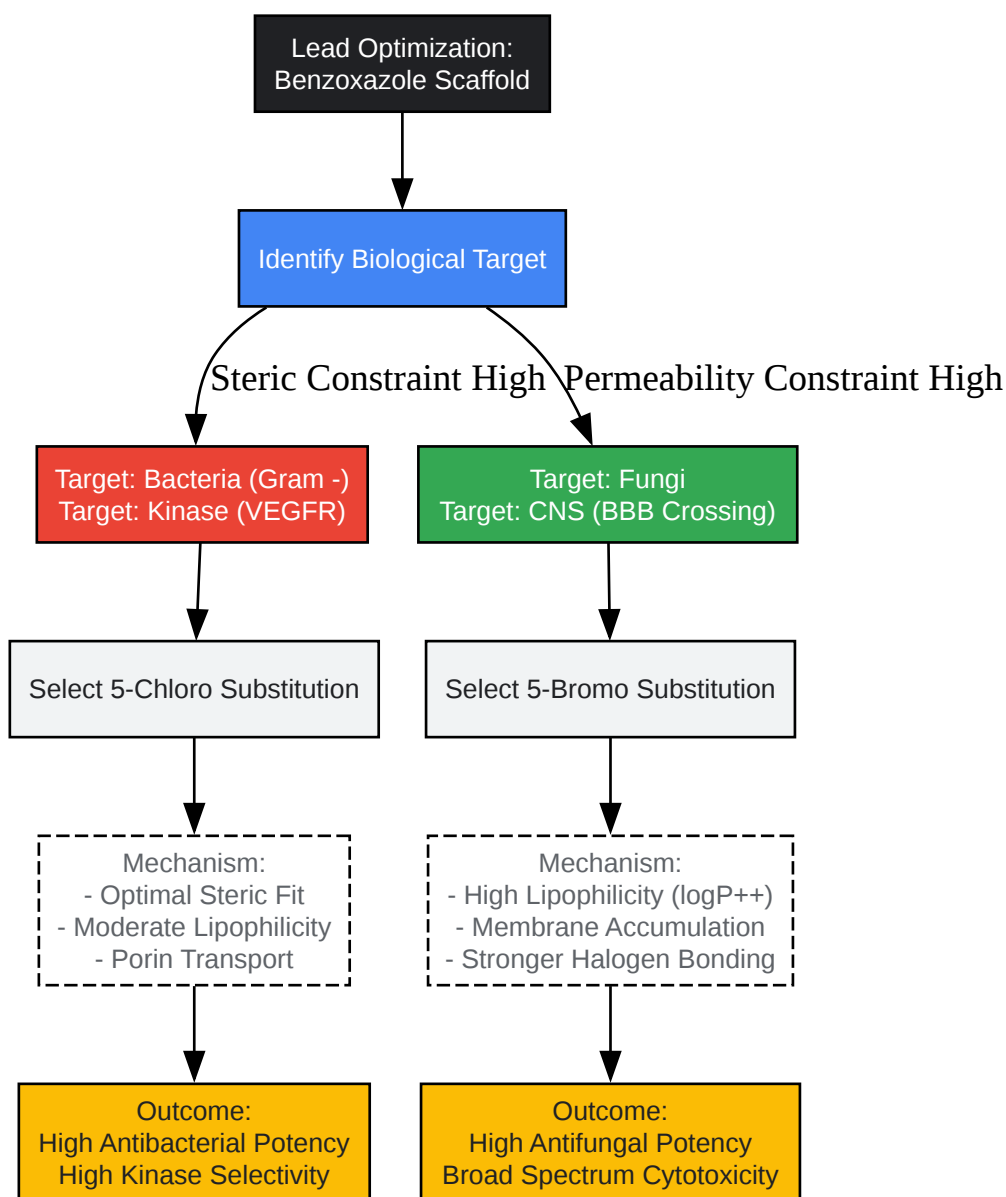 Lead Optimization:
Benzoxazole Scaffold
Identify Biological Target
Steric Constraint High
Permeability Constraint High
Target: Bacteria (Gram -)
Target: Kinase (VEGFR)
Target: Fungi
Target: CNS (BBB Crossing)
Select 5-Chloro Substitution
Select 5-Bromo Substitution
Mechanism:
- Optimal Steric Fit
- Moderate Lipophilicity
- Porin Transport
Mechanism:
- High Lipophilicity (logP++)
- Membrane Accumulation
- Stronger Halogen Bonding
Outcome:
High Antibacterial Potency
High Kinase Selectivity
Outcome:
High Antifungal Potency
Broad Spectrum Cytotoxicity